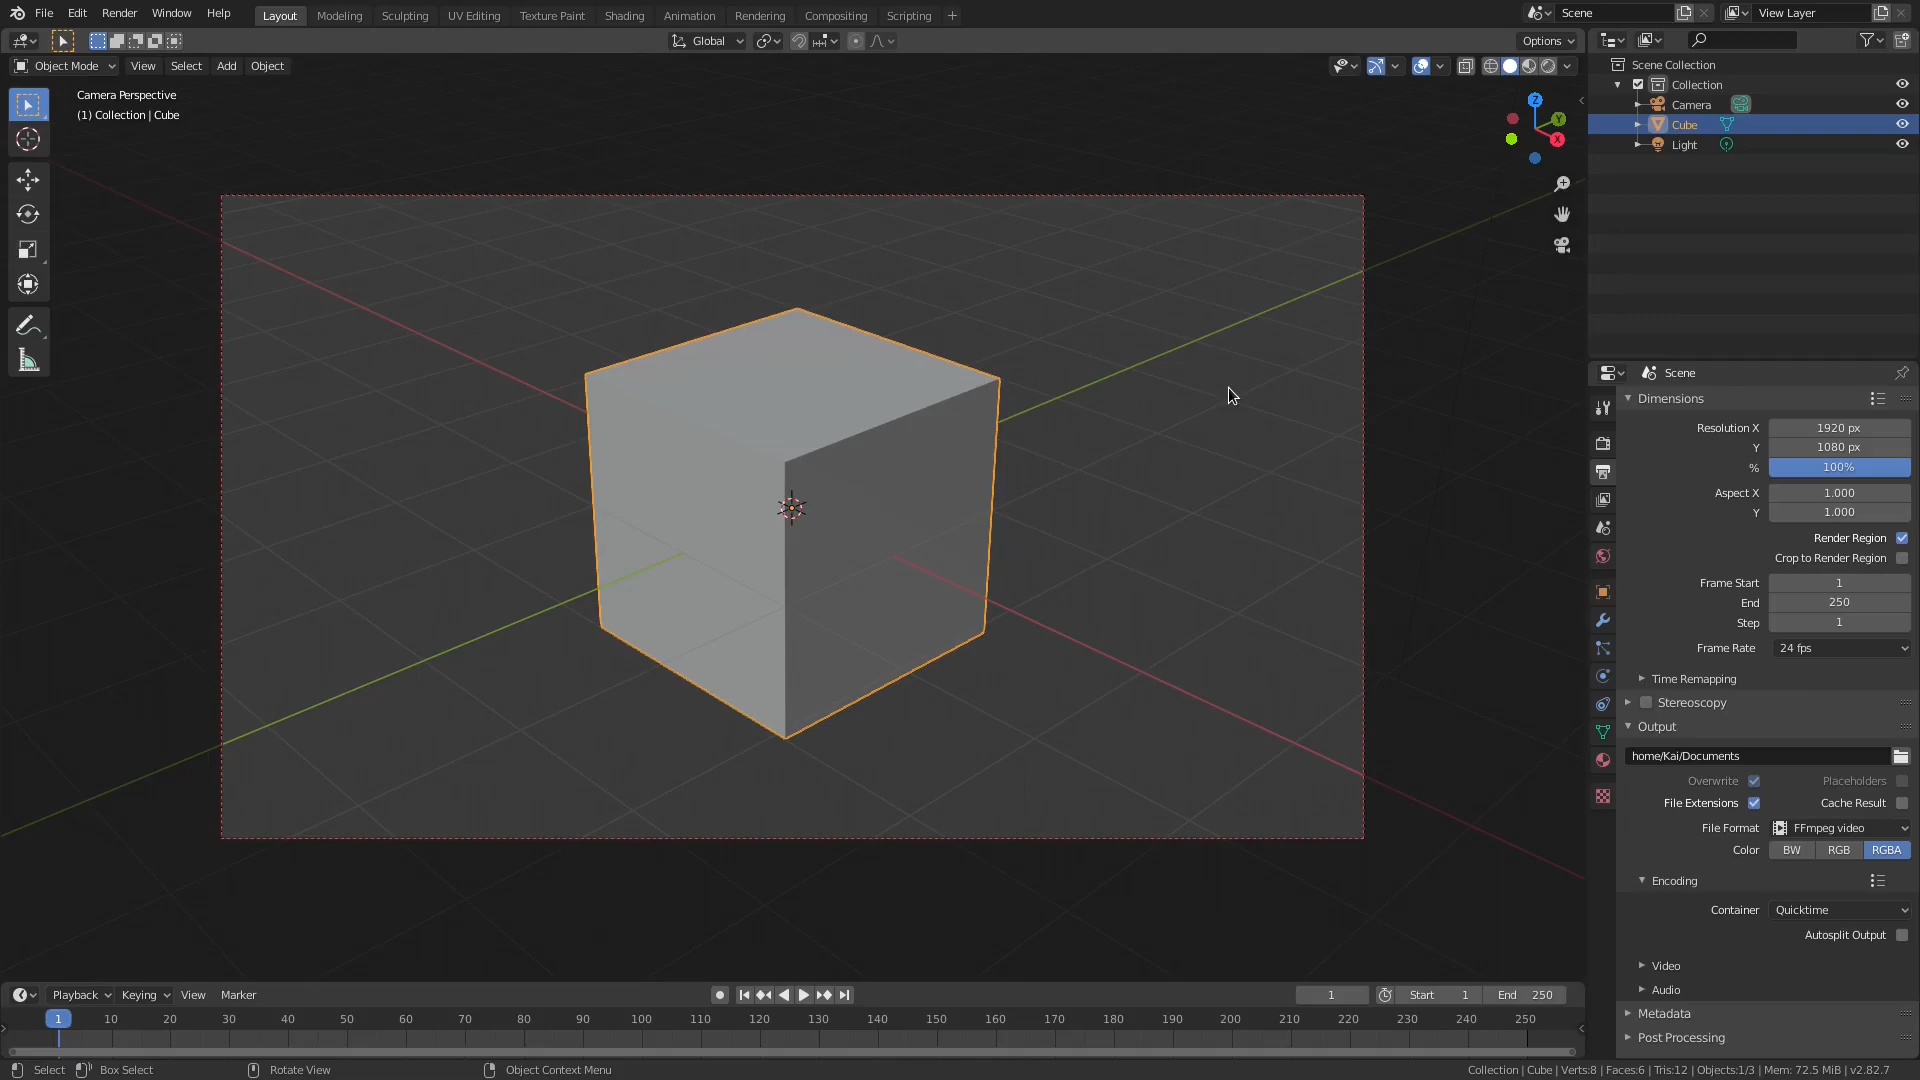 File Edit Render Window Help Layout Modeling Sculpting UV Editing Texture Paint Shading Animation Rendering Compositing Scripting + Scene View Layer
Global Options
Object Mode View Select Add Object
Camera Perspective
(1) Collection | Cube
Z
Y
X
Scene Collection
Collection
Camera
Cube
Light
Scene
Dimensions
Resolution X 1920 px
Y 1080 px
% 100%
Aspect X 1.000
Y 1.000
Render Region
Crop to Render Region
Frame Start 1
End 250
Step 1
Frame Rate 24 fps
Time Remapping
Stereoscopy
Output
home/Kai/Documents
Overwrite Placeholders
File Extensions Cache Result
File Format FFmpeg video
Color BW RGB RGBA
Encoding
Container Quicktime
Autosplit Output
Video
Audio
Metadata
Post Processing
Playback Keying View Marker 1 Start 1 End 250
1 10 20 30 40 50 60 70 80 90 100 110 120 130 140 150 160 170 180 190 200 210 220 230 240 250
Select Box Select Rotate View Object Context Menu Collection | Cube | Verts:8 | Faces:6 | Tris:12 | Objects:1/3 | Mem: 72.5 MiB | v2.82.7